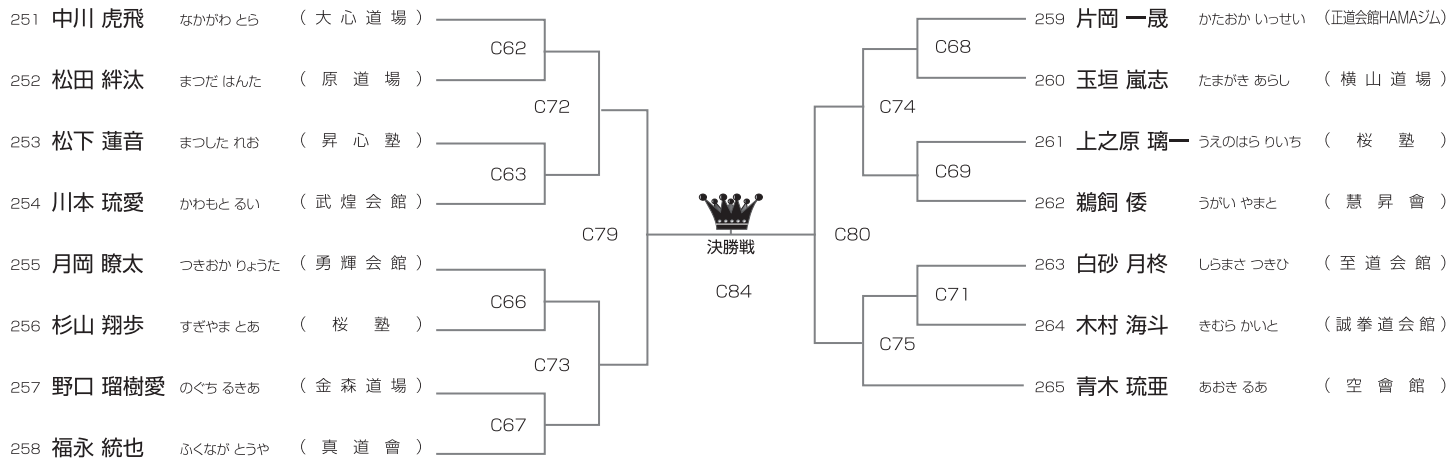 251 中川 虎飛 なかがわ とら （大心道場）
252 松田 絆汰 まつだ はんた （原道場）
C62
253 松下 蓮音 まつした れお （昇心塾）
254 川本 琉愛 かわもと るい （武煌会館）
C63
C72
255 月岡 瞭太 つきおか りょうた （勇輝会館）
256 杉山 翔歩 すぎやま とあ （桜塾）
C66
257 野口 瑠樹愛 のぐち るきあ （金森道場）
258 福永 統也 ふくなが とうや （真道會）
C67
C73
C79
決勝戦
C84
259 片岡 一晟 かたおか いっせい （正道会館HAMAジム）
260 玉垣 嵐志 たまがき あらし （横山道場）
C68
261 上之原 璃一 うえのはら りいち （桜塾）
262 鵜飼 倭 うがい やまと （慧昇會）
C69
C74
263 白砂 月柊 しらまさ つきひ （至道会館）
264 木村 海斗 きむら かいと （誠拳道会館）
C71
265 青木 琉亜 あおき るあ （空會館）
C75
C80